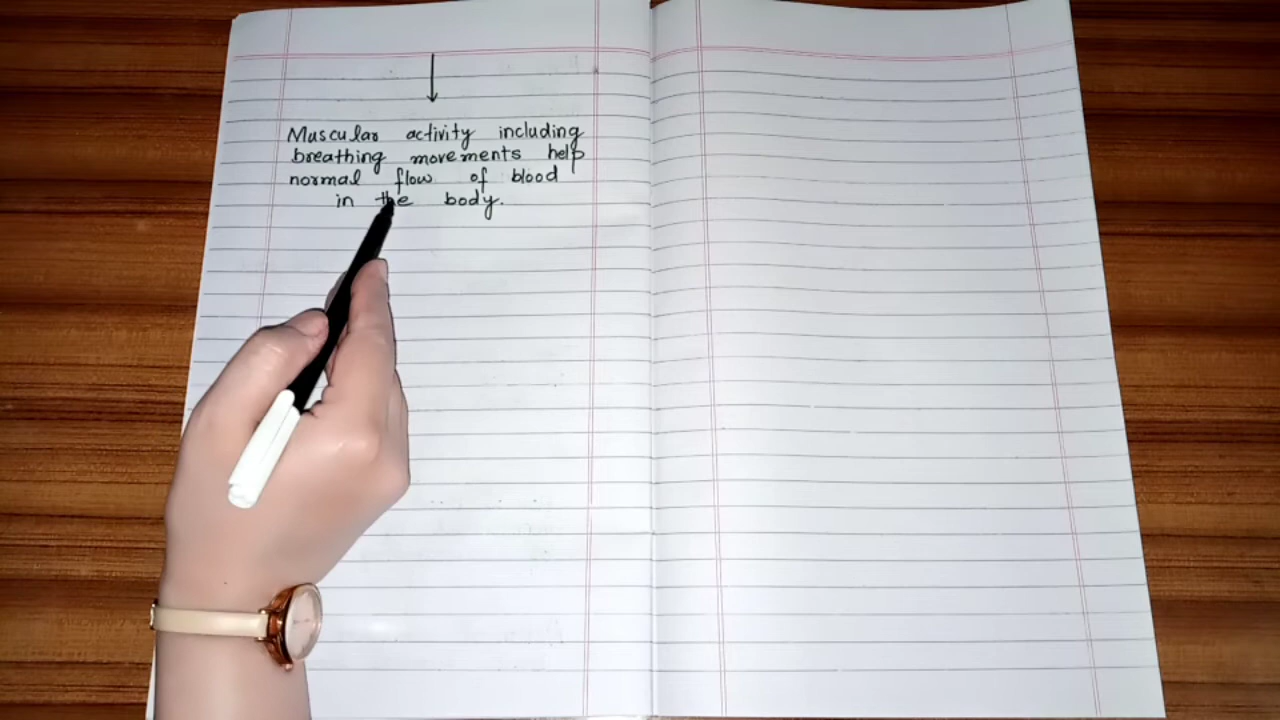 Muscular activity including
breathing movements help
normal flow of blood
in the body.